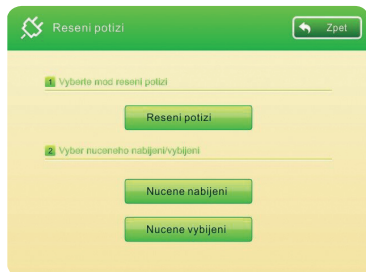 Reseni potizi
Zpet
1 Vyberte mod reseni potizi
Reseni potizi
2 Vyber nuceneho nabijeni/vybijeni
Nucene nabijeni
Nucene vybijeni